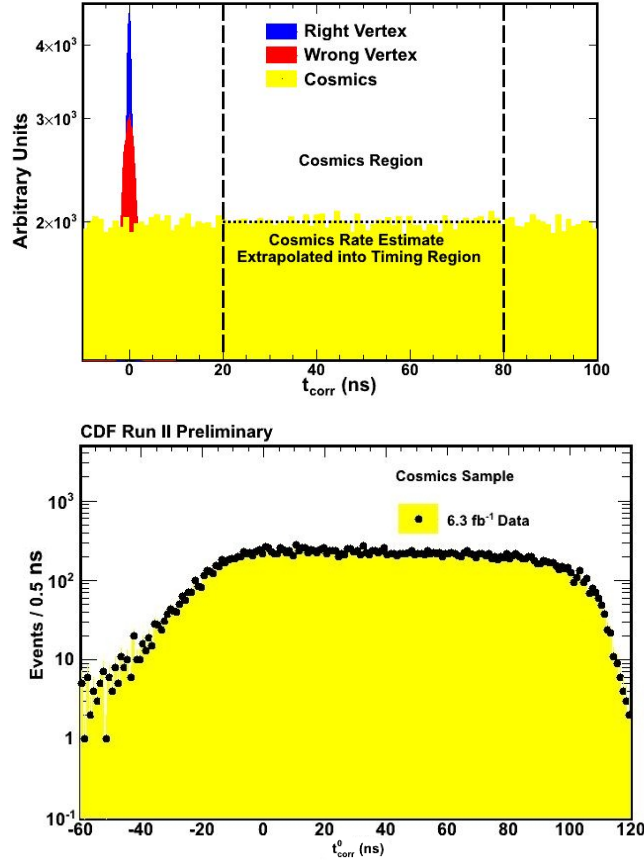 4×10³
3×10³
2×10³
Arbitrary Units
Right Vertex
Wrong Vertex
Cosmics
Cosmics Region
Cosmics Rate Estimate
Extrapolated into Timing Region
0 20 40 60 80 100
t_corr (ns)
CDF Run II Preliminary
Cosmics Sample
6.3 fb⁻¹ Data
Events / 0.5 ns
10³
10²
10
1
10⁻¹
-60 -40 -20 0 20 40 60 80 100 120
t⁰_corr (ns)